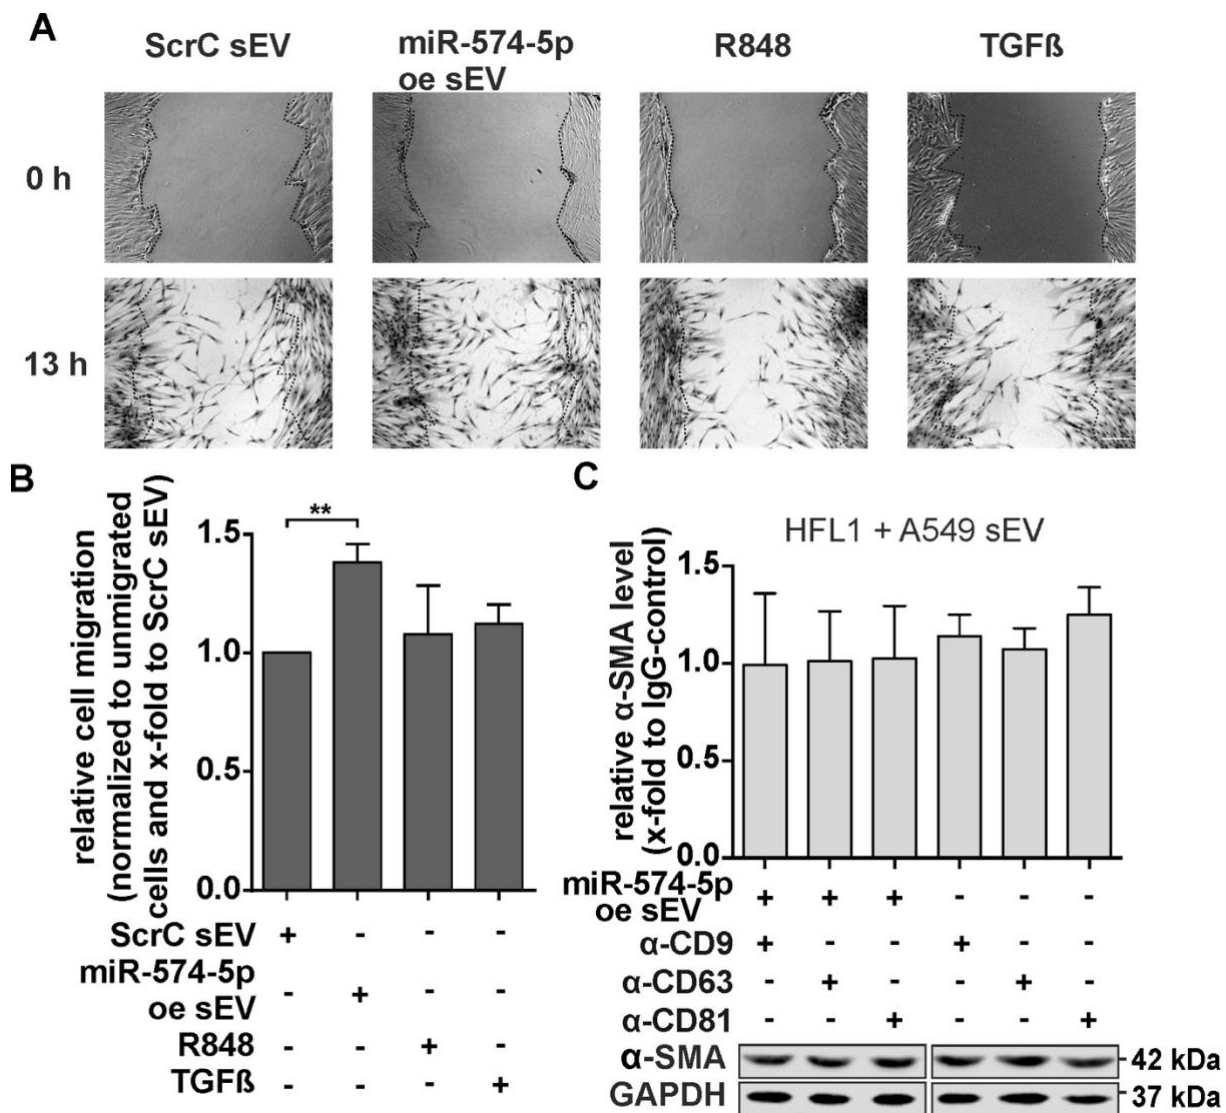 A
ScrC sEV
miR-574-5p
oe sEV
R848
TGFß
0 h
13 h
B
relative cell migration
(normalized to unmigrated
cells and x-fold to ScrC sEV)
**
1.5
1.0
0.5
0.0
ScrC sEV + - - -
miR-574-5p
oe sEV - + - -
R848 - - + -
TGFß - - - +
C
HFL1 + A549 sEV
relative α-SMA level
(x-fold to IgG-control)
1.5
1.0
0.5
0.0
miR-574-5p
oe sEV + + + - - -
α-CD9 + - - + - -
α-CD63 - + - - + -
α-CD81 - - + - - +
α-SMA 42 kDa
GAPDH 37 kDa